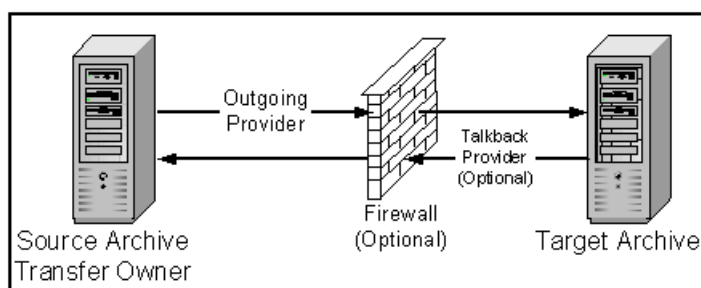 Outgoing
Provider
Talkback
Provider
(Optional)
Firewall
(Optional)
Source Archive
Transfer Owner
Target Archive